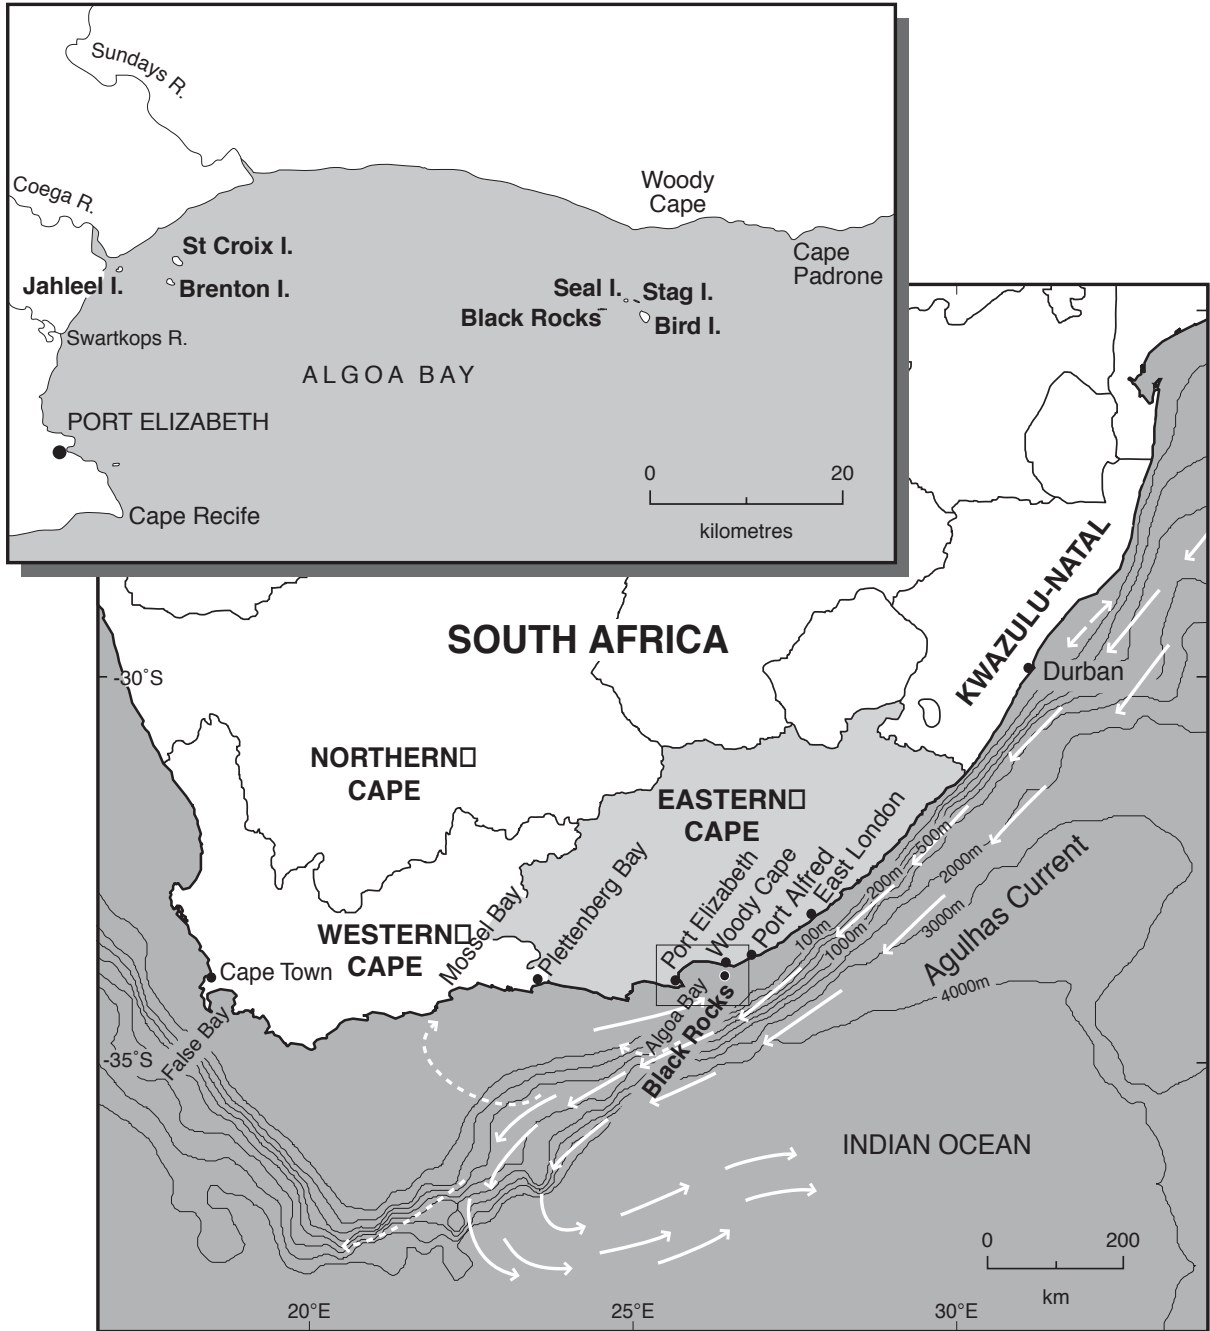 Sundays R.
Coega R.
Woody
Cape
St Croix I.
Cape
Padrone
Jahleel I.
Brenton I.
Seal I.
Stag I.
Black Rocks
Bird I.
Swartkops R.
ALGOA BAY
PORT ELIZABETH
0 20
kilometres
Cape Recife
KWAZULU-NATAL
SOUTH AFRICA
-30°S
Durban
NORTHERN□
CAPE
EASTERN□
CAPE
East London
Port Alfred
Woody Cape
Port Elizabeth
Plettenberg Bay
Mossel Bay
WESTERN□
CAPE
Cape Town
False Bay
-35°S
Algoa Bay
Black Rocks
100m
200m
500m
1000m
2000m
3000m
4000m
Agulhas Current
INDIAN OCEAN
0 200
km
20°E
25°E
30°E